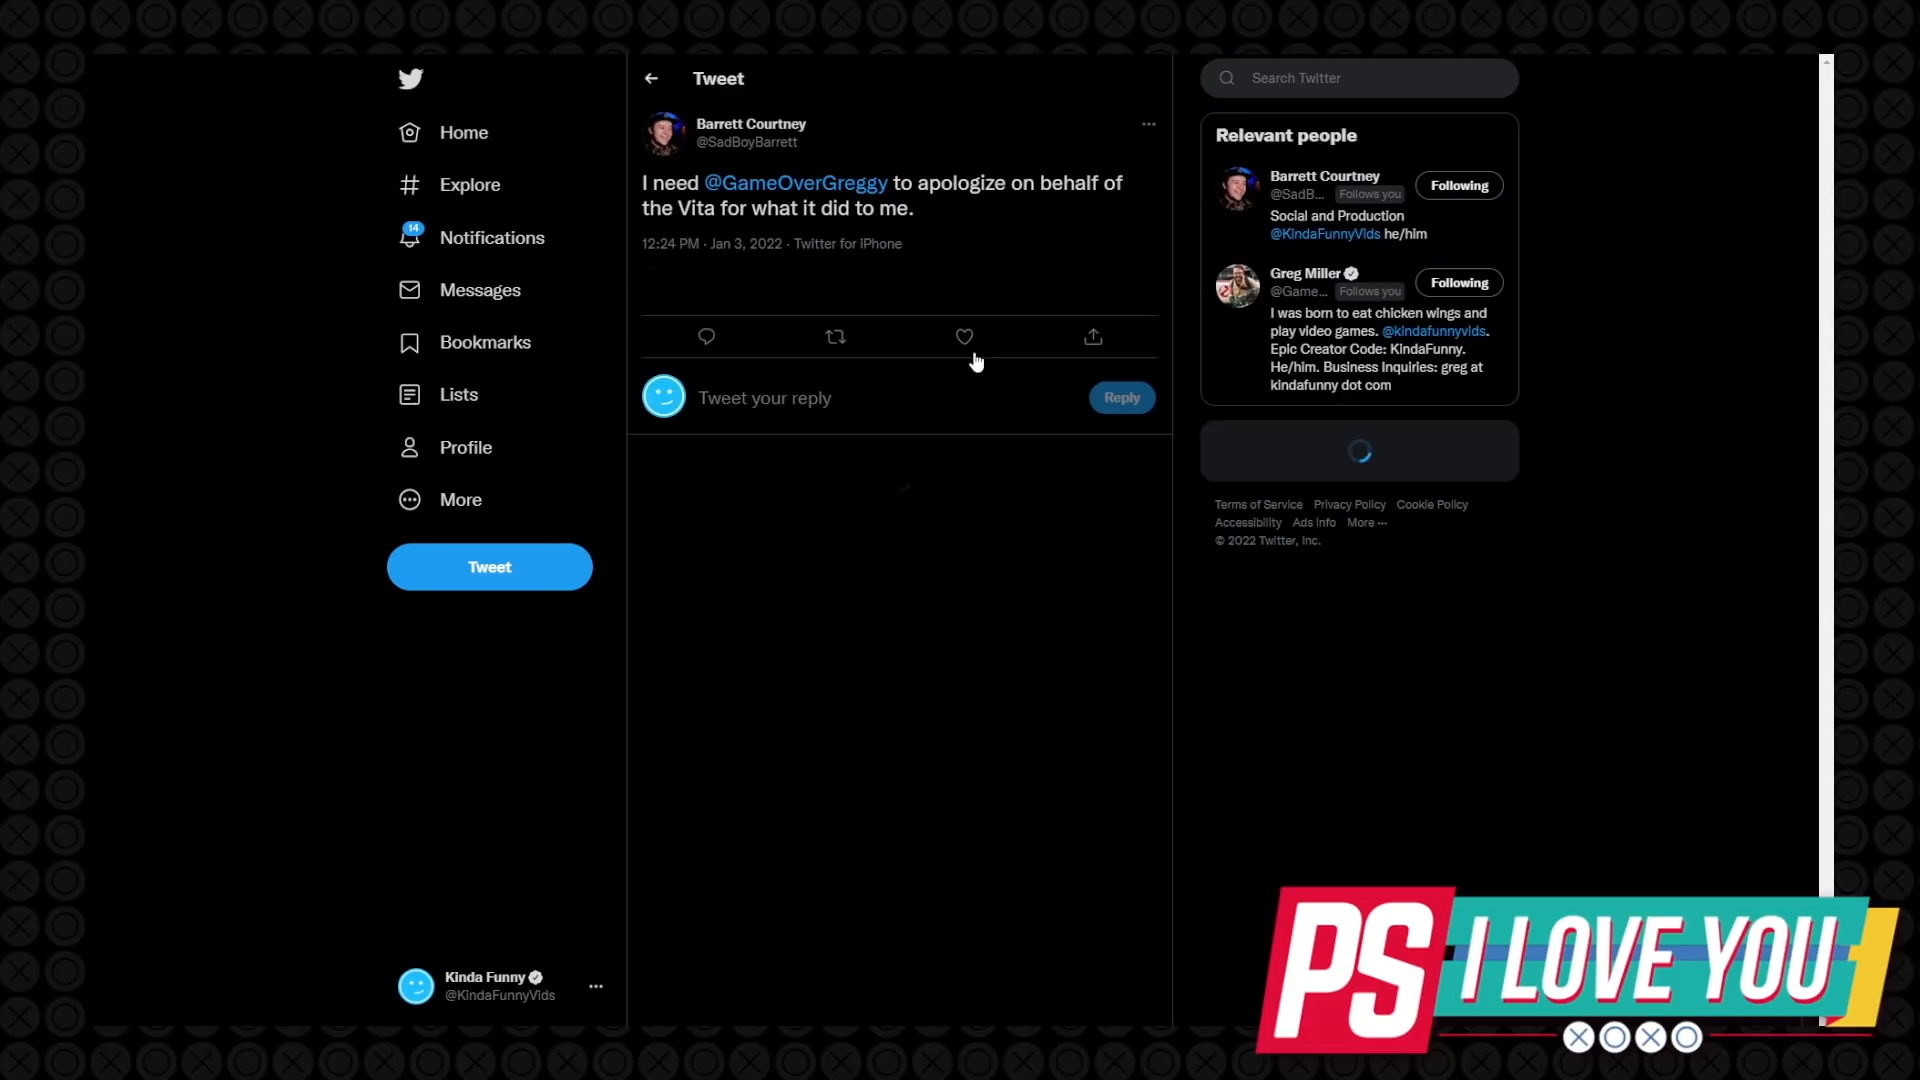 Home
Explore
14
Notifications
Messages
Bookmarks
Lists
Profile
More
Tweet
Kinda Funny
@KindaFunnyVids
Tweet
Barrett Courtney
@SadBoyBarrett
I need @GameOverGreggy to apologize on behalf of
the Vita for what it did to me.
12:24 PM · Jan 3, 2022 · Twitter for iPhone
Tweet your reply
Reply
Search Twitter
Relevant people
Barrett Courtney
@SadB... Follows you
Following
Social and Production
@KindaFunnyVids he/him
Greg Miller
@Game... Follows you
Following
I was born to eat chicken wings and
play video games. @kindafunnyvids.
Epic Creator Code: KindaFunny.
He/him. Business Inquiries: greg at
kindafunny dot com
Terms of Service Privacy Policy Cookie Policy
Accessibility Ads info More ...
© 2022 Twitter, Inc.
PS I LOVE YOU